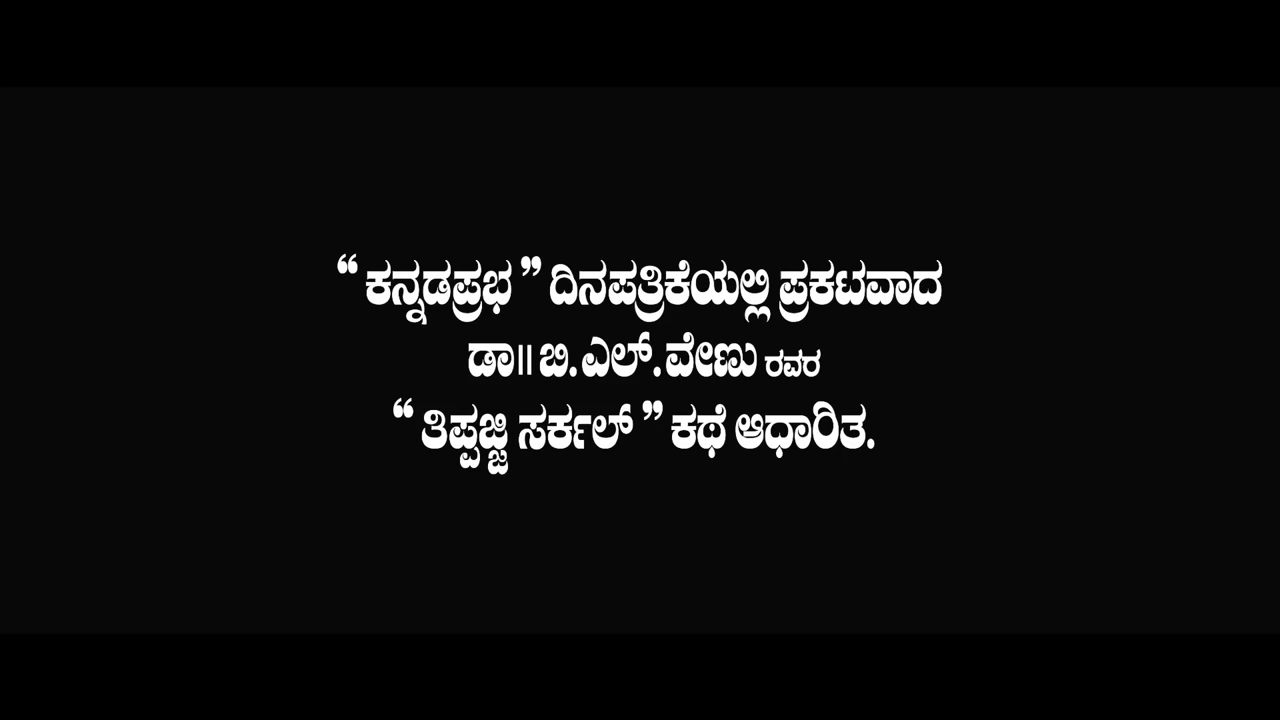 “ ಕನ್ನಡಪ್ರಭ ” ದಿನಪತ್ರಿಕೆಯಲ್ಲಿ ಪ್ರಕಟವಾದ
ಡಾ॥ ಬಿ. ಎಲ್. ವೇಣು ರವರ
“ ತಿಪ್ಪಜ್ಜಿ ಸರ್ಕಲ್ ” ಕಥೆ ಆಧಾರಿತ.